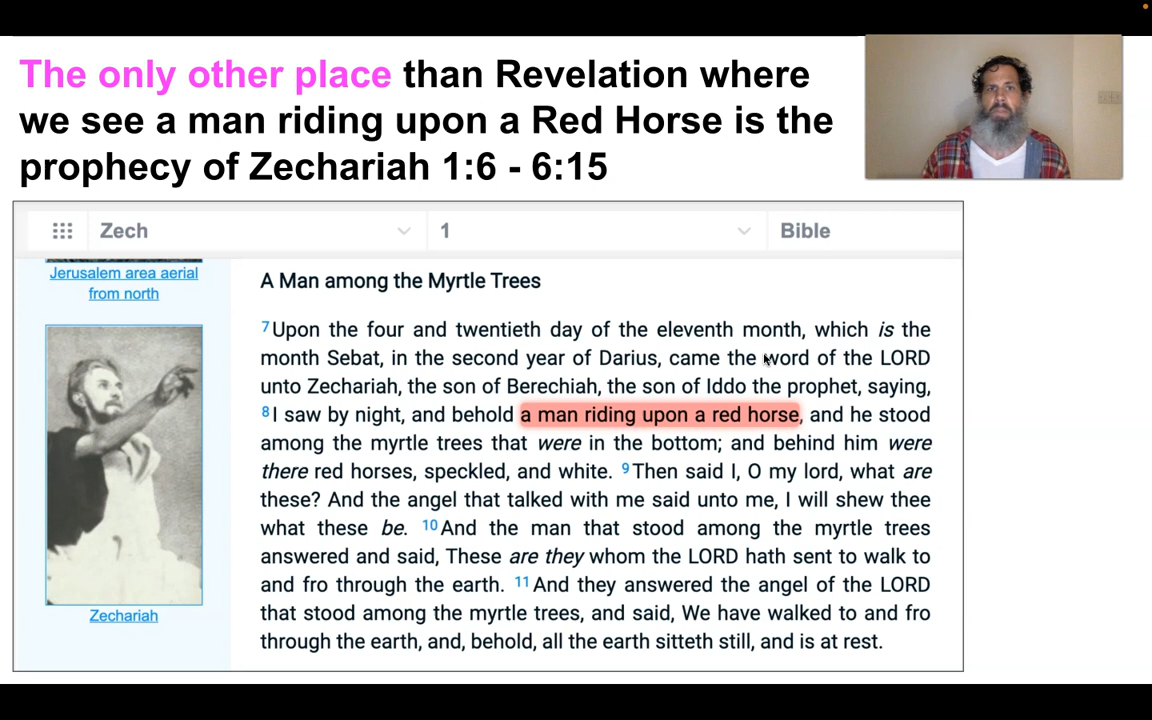 The only other place than Revelation where
we see a man riding upon a Red Horse is the
prophecy of Zechariah 1:6 - 6:15
Zech
1
Bible
Jerusalem area aerial
from north
Zechariah
A Man among the Myrtle Trees
7Upon the four and twentieth day of the eleventh month, which is the
month Sebat, in the second year of Darius, came the word of the LORD
unto Zechariah, the son of Berechiah, the son of Iddo the prophet, saying,
8I saw by night, and behold a man riding upon a red horse, and he stood
among the myrtle trees that were in the bottom; and behind him were
there red horses, speckled, and white. 9Then said I, O my lord, what are
these? And the angel that talked with me said unto me, I will shew thee
what these be. 10And the man that stood among the myrtle trees
answered and said, These are they whom the LORD hath sent to walk to
and fro through the earth. 11And they answered the angel of the LORD
that stood among the myrtle trees, and said, We have walked to and fro
through the earth, and, behold, all the earth sitteth still, and is at rest.